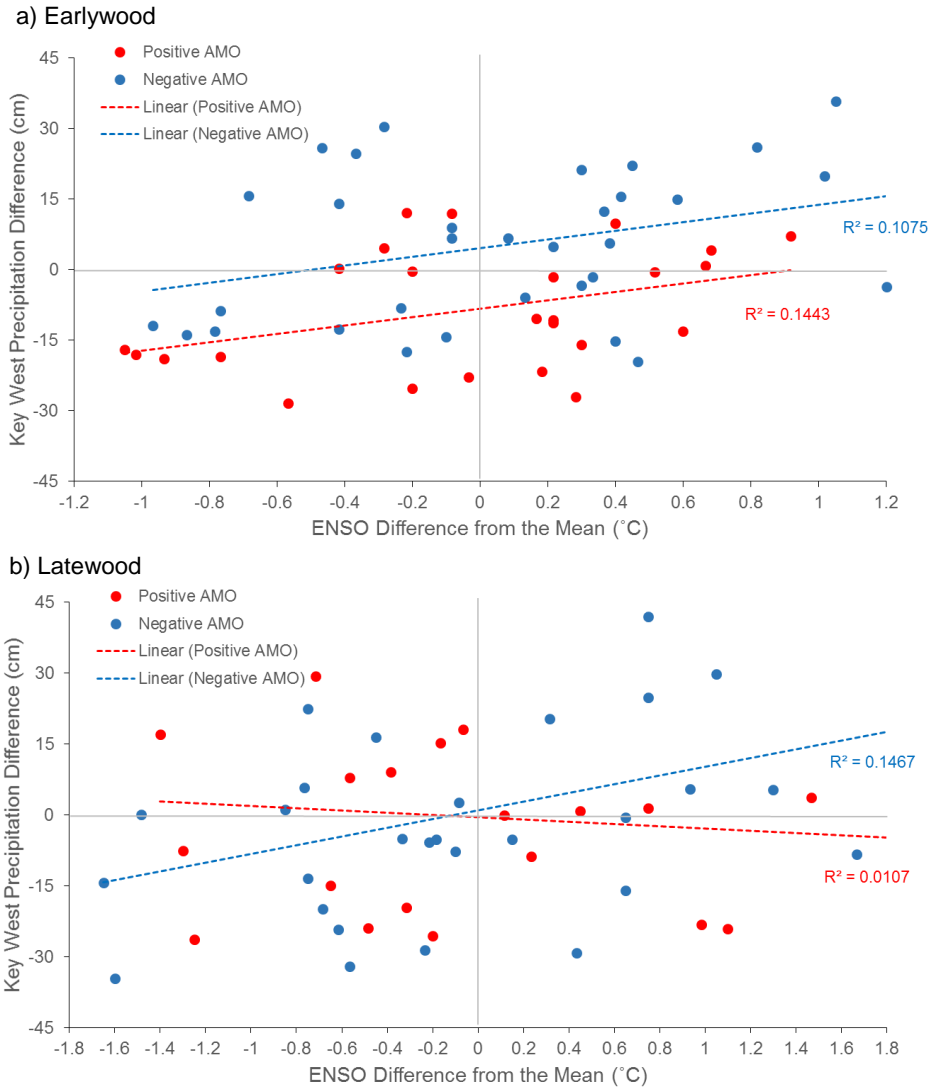 a) Earlywood
Positive AMO
Negative AMO
Linear (Positive AMO)
Linear (Negative AMO)
Key West Precipitation Difference (cm)
45
30
15
0
-15
-30
-45
R² = 0.1075
R² = 0.1443
-1.2 -1 -0.8 -0.6 -0.4 -0.2 0 0.2 0.4 0.6 0.8 1 1.2
ENSO Difference from the Mean (˚C)
b) Latewood
Positive AMO
Negative AMO
Linear (Positive AMO)
Linear (Negative AMO)
Key West Precipitation Difference (cm)
45
30
15
0
-15
-30
-45
R² = 0.1467
R² = 0.0107
-1.8 -1.6 -1.4 -1.2 -1 -0.8 -0.6 -0.4 -0.2 0 0.2 0.4 0.6 0.8 1 1.2 1.4 1.6 1.8
ENSO Difference from the Mean (˚C)